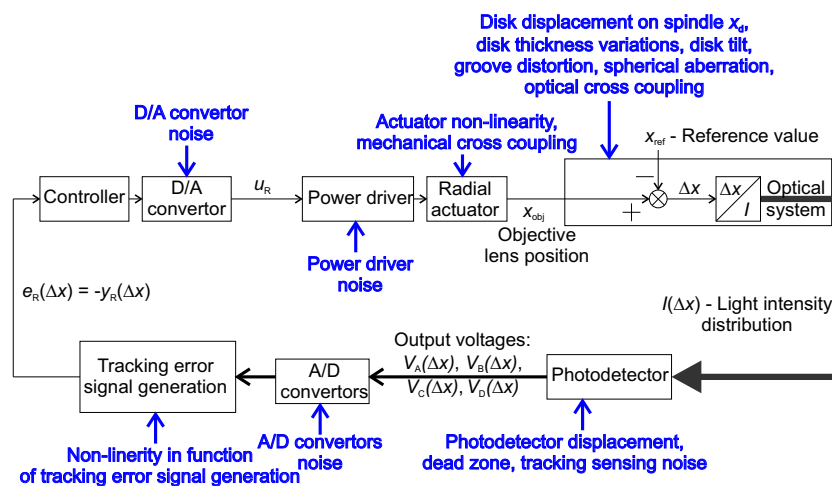 Disk displacement on spindle x_d,
disk thickness variations, disk tilt,
groove distortion, spherical aberration,
optical cross coupling
D/A convertor
noise
Actuator non-linearity,
mechanical cross coupling
x_ref - Reference value
Controller
D/A
convertor
u_R
Power driver
Radial
actuator
x_obj
Objective
lens position
−
+
Δx
Δx
I
Optical
system
Power driver
noise
e_R(Δx) = -y_R(Δx)
I(Δx) - Light intensity
distribution
Tracking error
signal generation
A/D
convertors
Output voltages:
V_A(Δx), V_B(Δx),
V_C(Δx), V_D(Δx)
Photodetector
Non-linerity in function
of tracking error signal generation
A/D convertors
noise
Photodetector displacement,
dead zone, tracking sensing noise